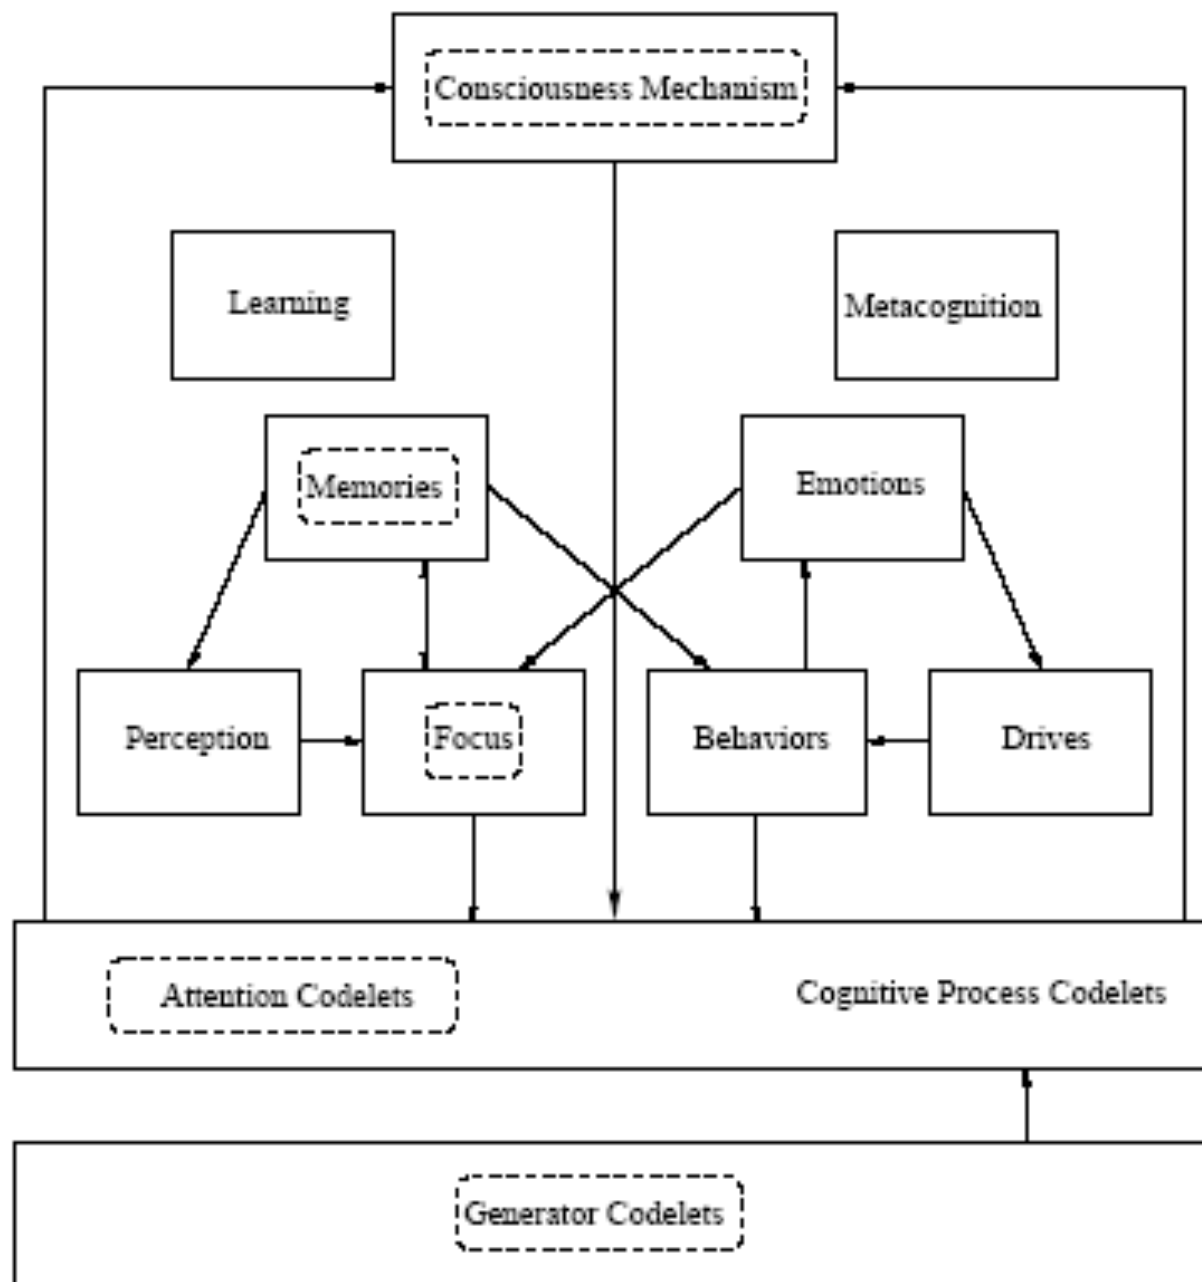 Consciousness Mechanism
Learning
Metacognition
Memories
Emotions
Perception
Focus
Behaviors
Drives
Attention Codelets
Cognitive Process Codelets
Generator Codelets